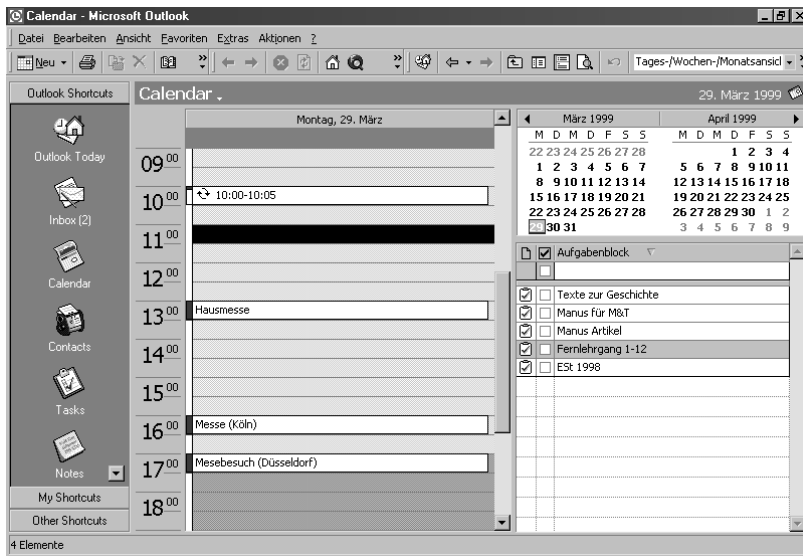 Calendar - Microsoft Outlook
Datei Bearbeiten Ansicht Favoriten Extras Aktionen ?
Neu Tages-/Wochen-/Monatsansicl
Outlook Shortcuts
Outlook Today
Inbox (2)
Calendar
Contacts
Tasks
Notes
My Shortcuts
Other Shortcuts
Calendar
29. März 1999
Montag, 29. März
09 00
10 00
10:00-10:05
11 00
12 00
13 00
Hausmesse
14 00
15 00
16 00
Messe (Köln)
17 00
Mesebesuch (Düsseldorf)
18 00
März 1999
M D M D F S S
22 23 24 25 26 27 28
1 2 3 4 5 6 7
8 9 10 11 12 13 14
15 16 17 18 19 20 21
22 23 24 25 26 27 28
29 30 31
April 1999
M D M D F S S
1 2 3 4
5 6 7 8 9 10 11
12 13 14 15 16 17 18
19 20 21 22 23 24 25
26 27 28 29 30 1 2
3 4 5 6 7 8 9
Aufgabenblock
Texte zur Geschichte
Manus für M&T
Manus Artikel
Fernlehrgang 1-12
ESt 1998
4 Elemente